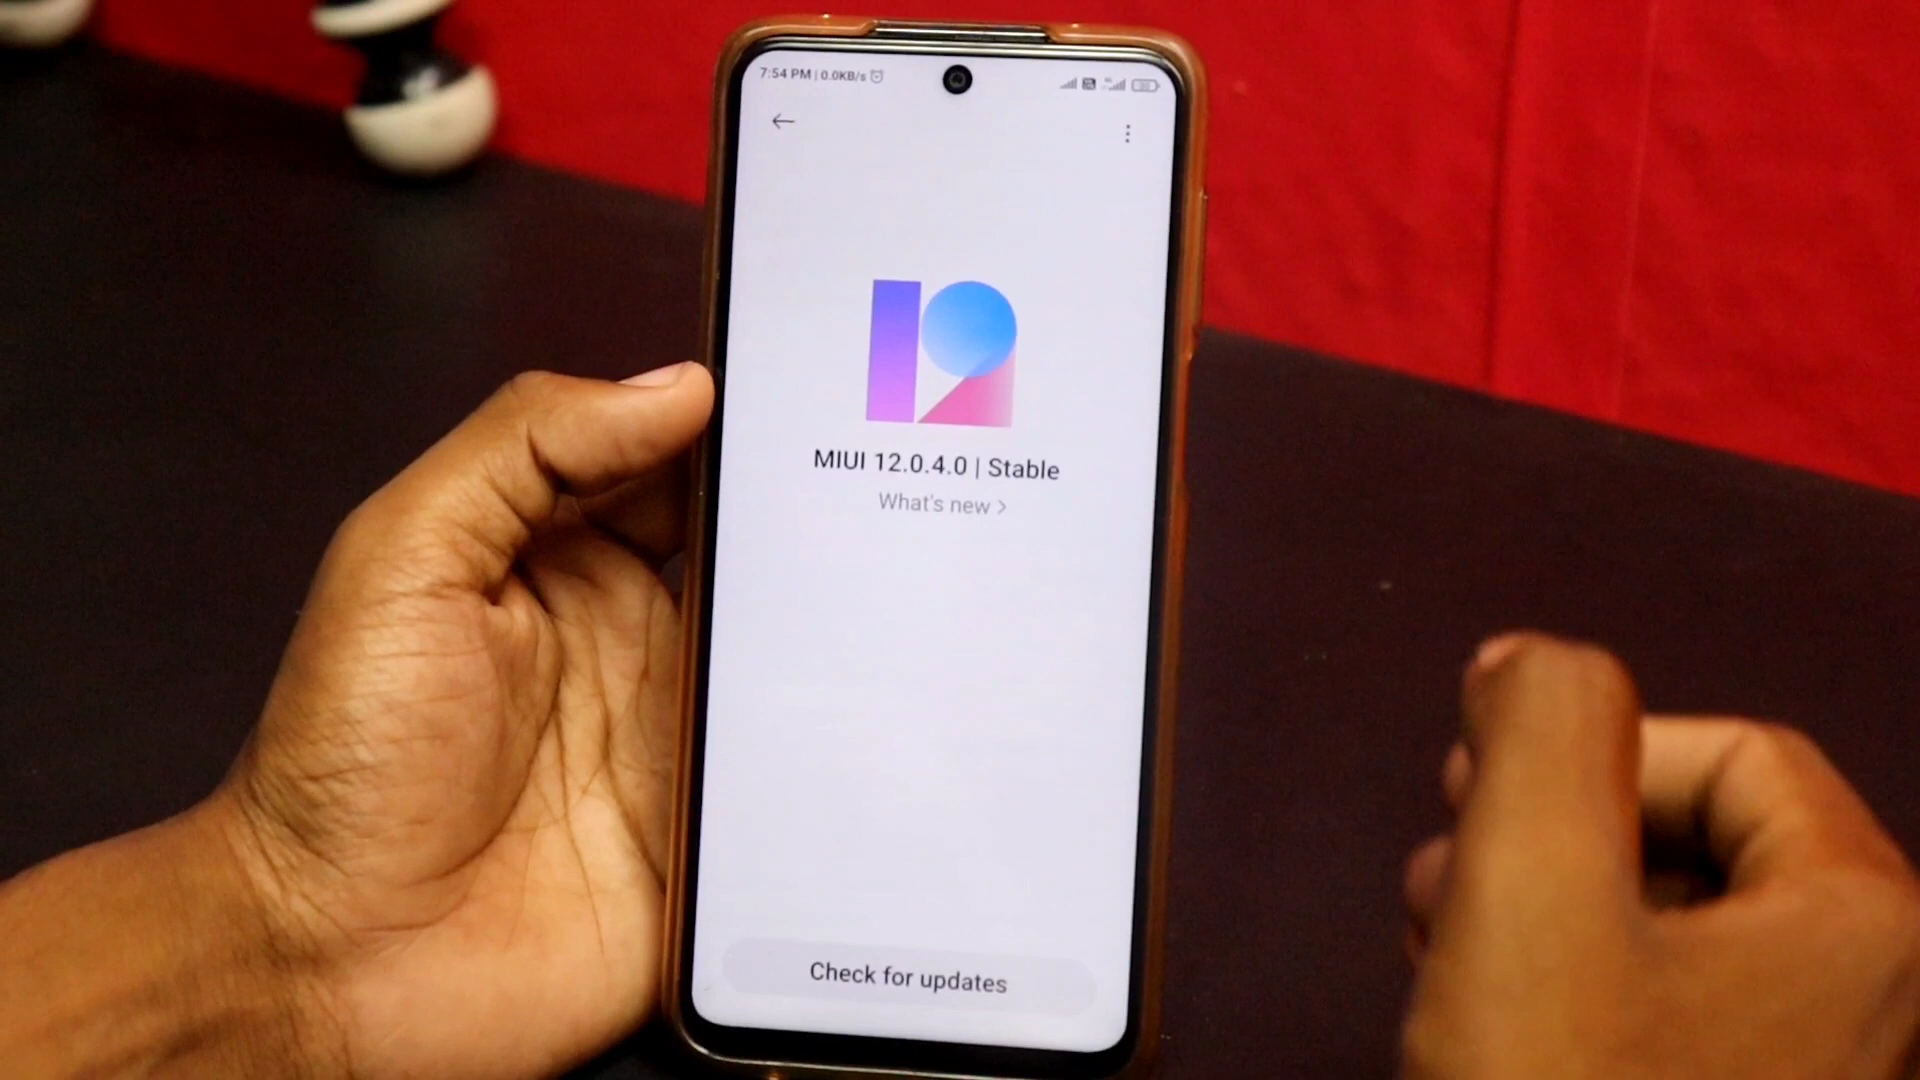 7:54 PM | 0.0KB/s
MIUI 12.0.4.0 | Stable
What's new >
Check for updates